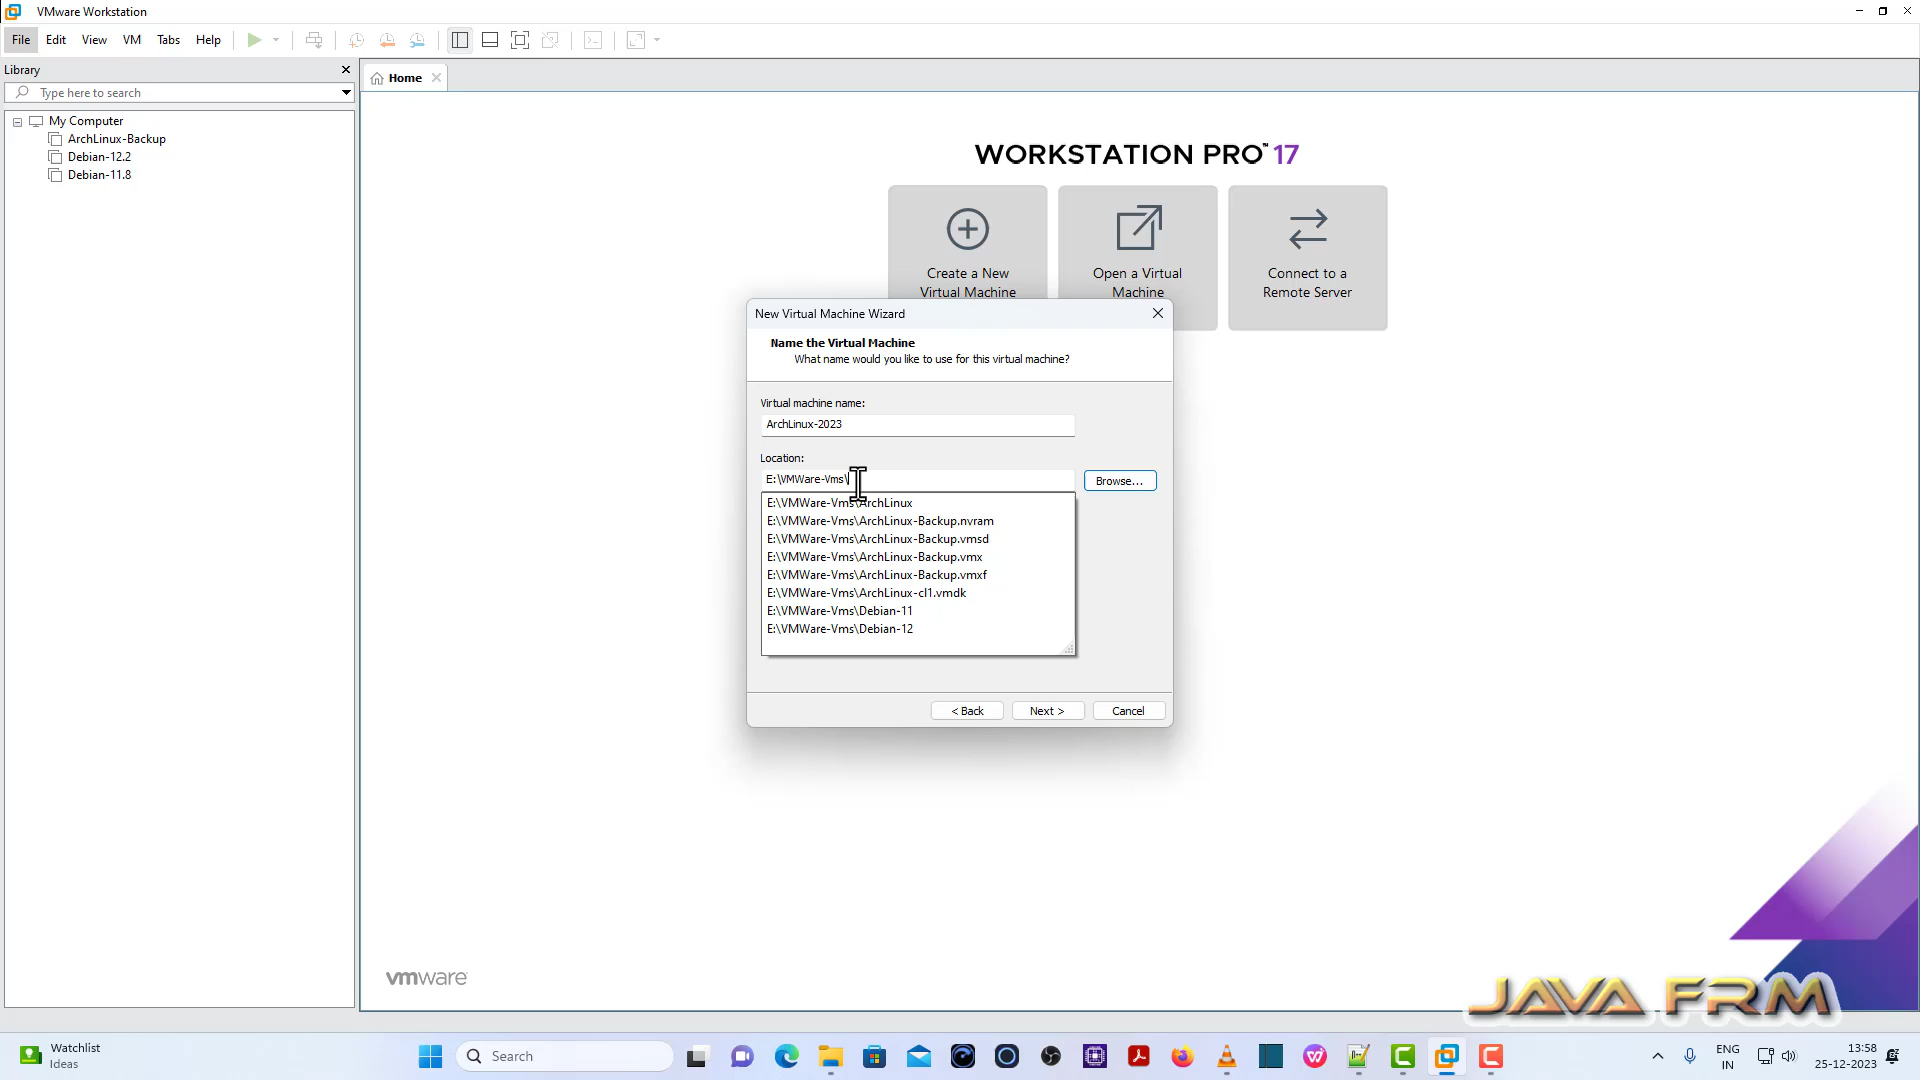 VMware Workstation
File Edit View VM Tabs Help
Library
Type here to search
My Computer
ArchLinux-Backup
Debian-12.2
Debian-11.8
Home
WORKSTATION PRO™ 17
Create a New
Virtual Machine
Open a Virtual
Machine
Connect to a
Remote Server
New Virtual Machine Wizard
Name the Virtual Machine
What name would you like to use for this virtual machine?
Virtual machine name:
ArchLinux-2023
Location:
E:\VMWare-Vms\
Browse...
E:\VMWare-Vms\ArchLinux
E:\VMWare-Vms\ArchLinux-Backup.nvram
E:\VMWare-Vms\ArchLinux-Backup.vmsd
E:\VMWare-Vms\ArchLinux-Backup.vmx
E:\VMWare-Vms\ArchLinux-Backup.vmxf
E:\VMWare-Vms\ArchLinux-cl1.vmdk
E:\VMWare-Vms\Debian-11
E:\VMWare-Vms\Debian-12
< Back Next > Cancel
vmware
JAVA FRM
Watchlist
Ideas
Search
ENG
IN
13:58
25-12-2023